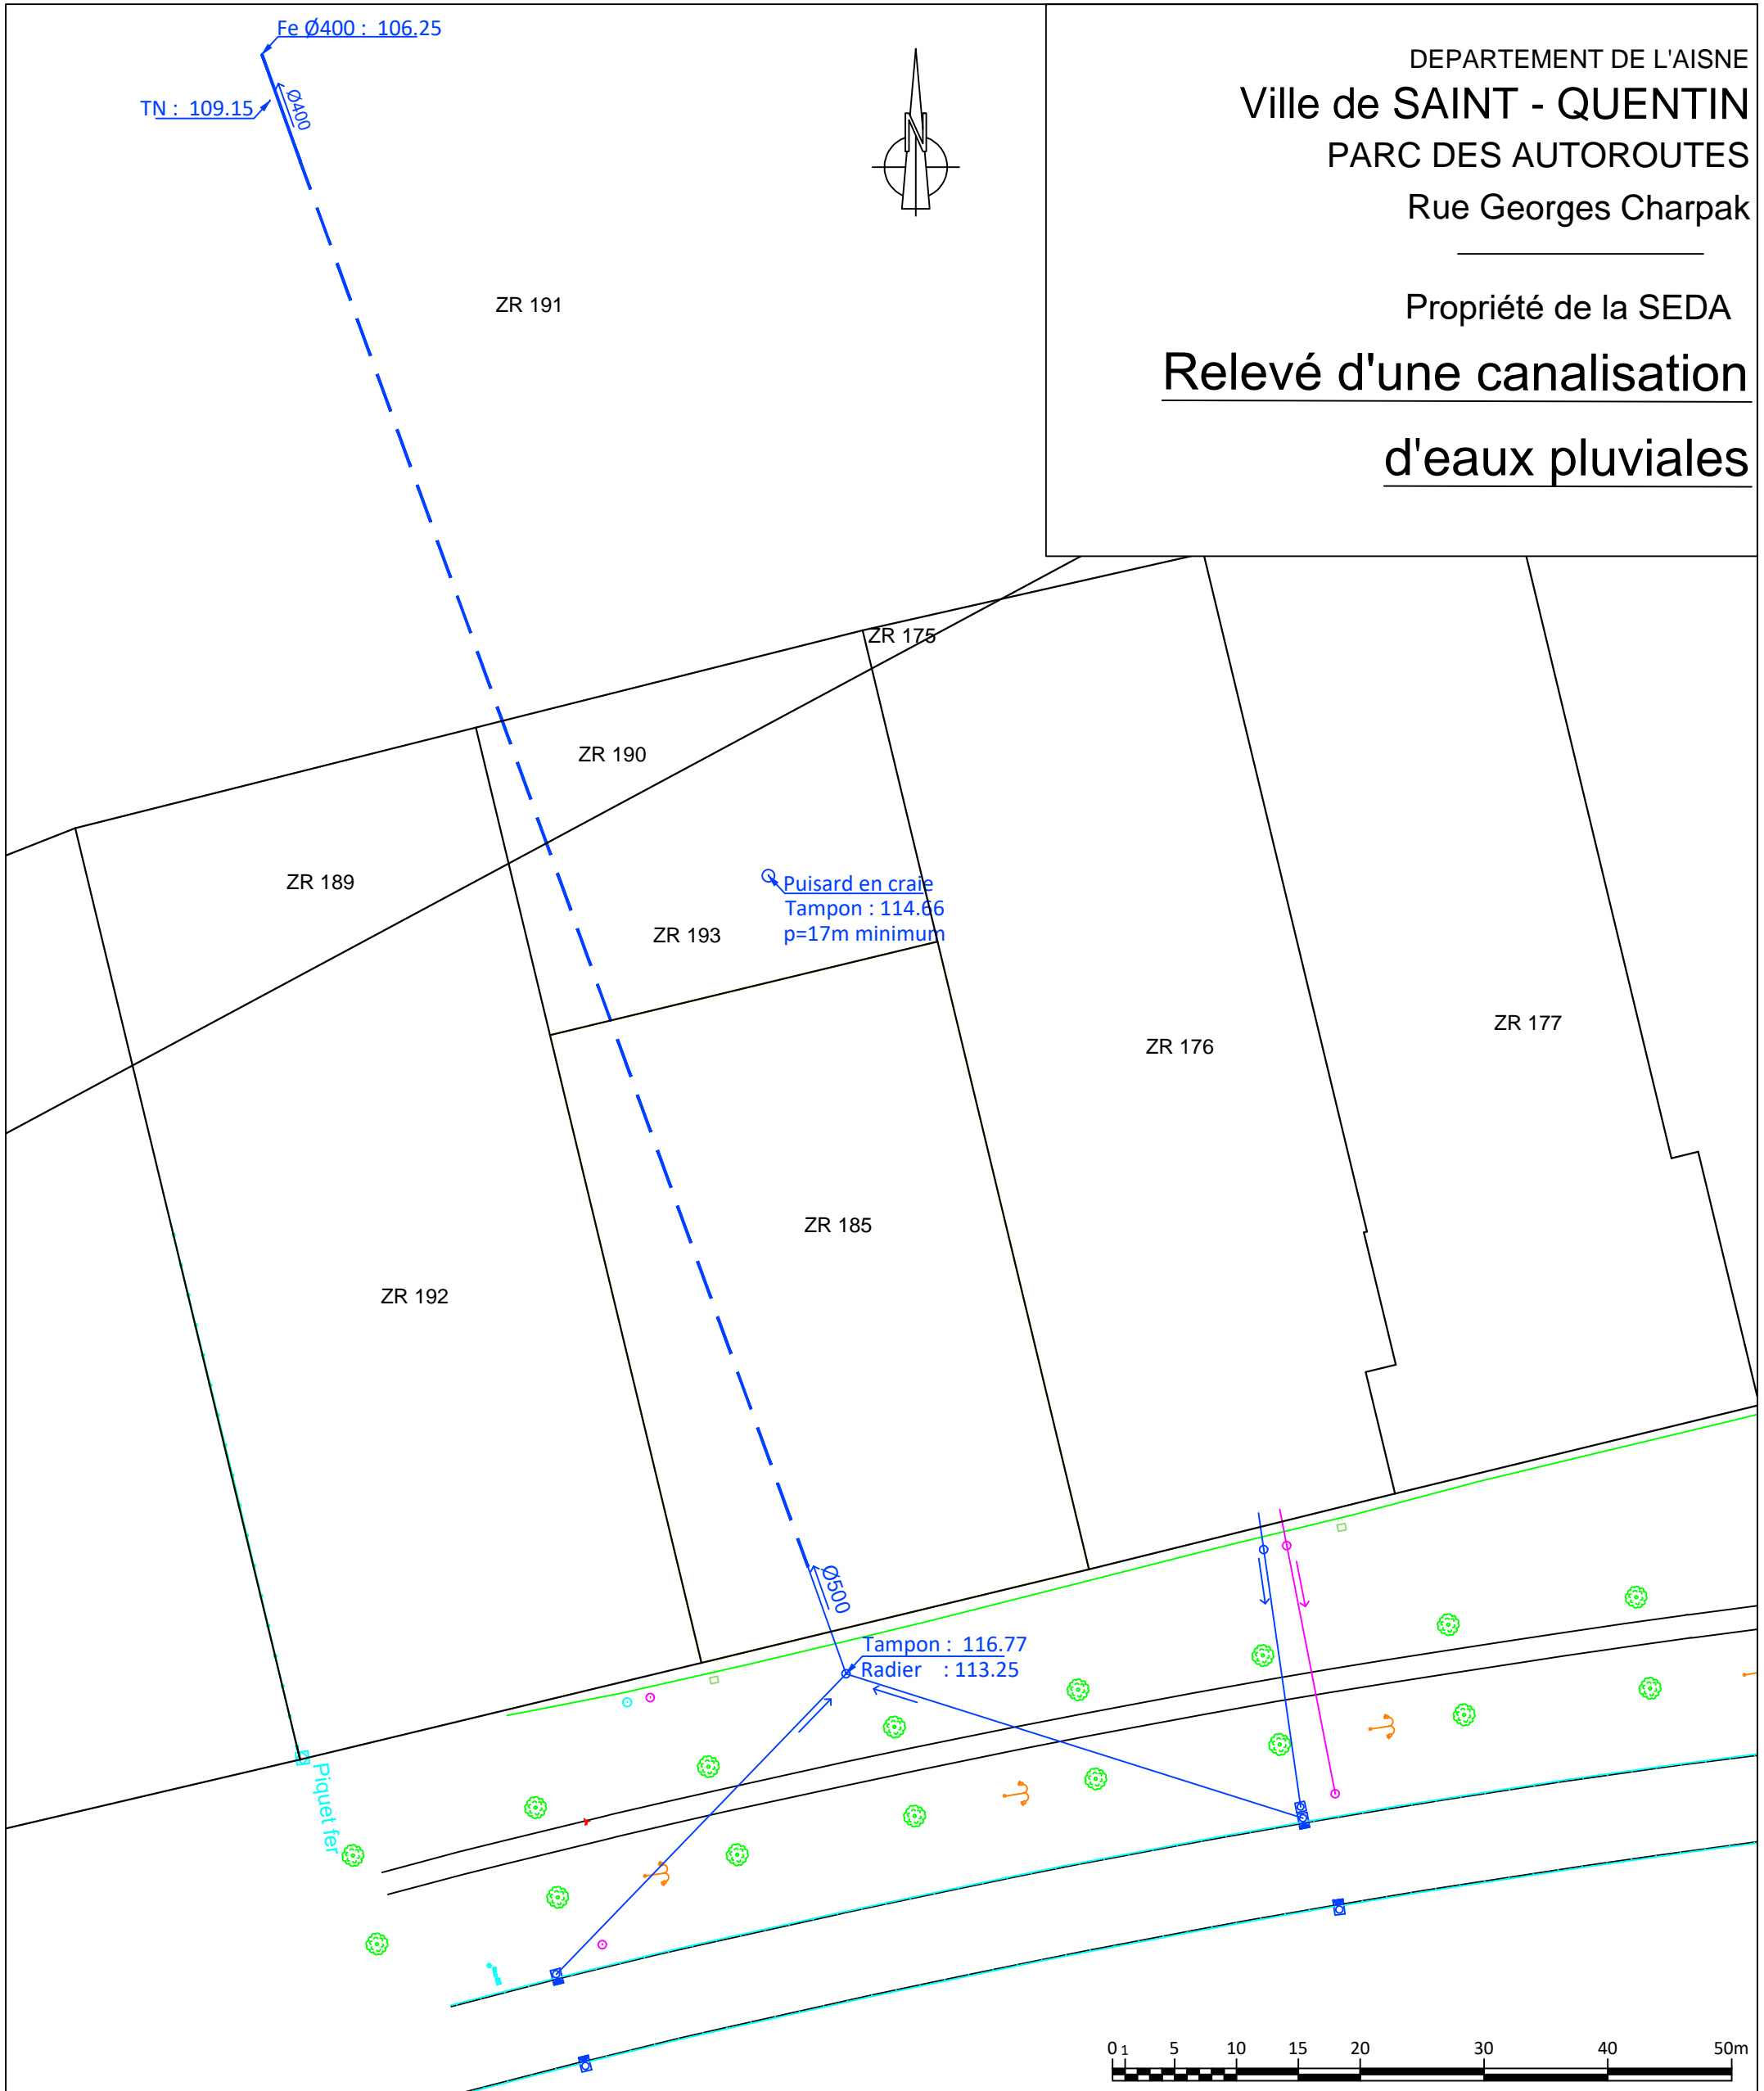 Fe Ø400 : 106.25
TN : 109.15
Ø400
N
DEPARTEMENT DE L'AISNE
Ville de SAINT - QUENTIN
PARC DES AUTOROUTES
Rue Georges Charpak
Propriété de la SEDA
Relevé d'une canalisation
d'eaux pluviales
ZR 191
ZR 175
ZR 190
ZR 189
Puisard en craie
Tampon : 114.66
p=17m minimum
ZR 193
ZR 177
ZR 176
ZR 185
ZR 192
Ø500
Tampon : 116.77
Radier : 113.25
Piquet fer
0 1 5 10 15 20 30 40 50m